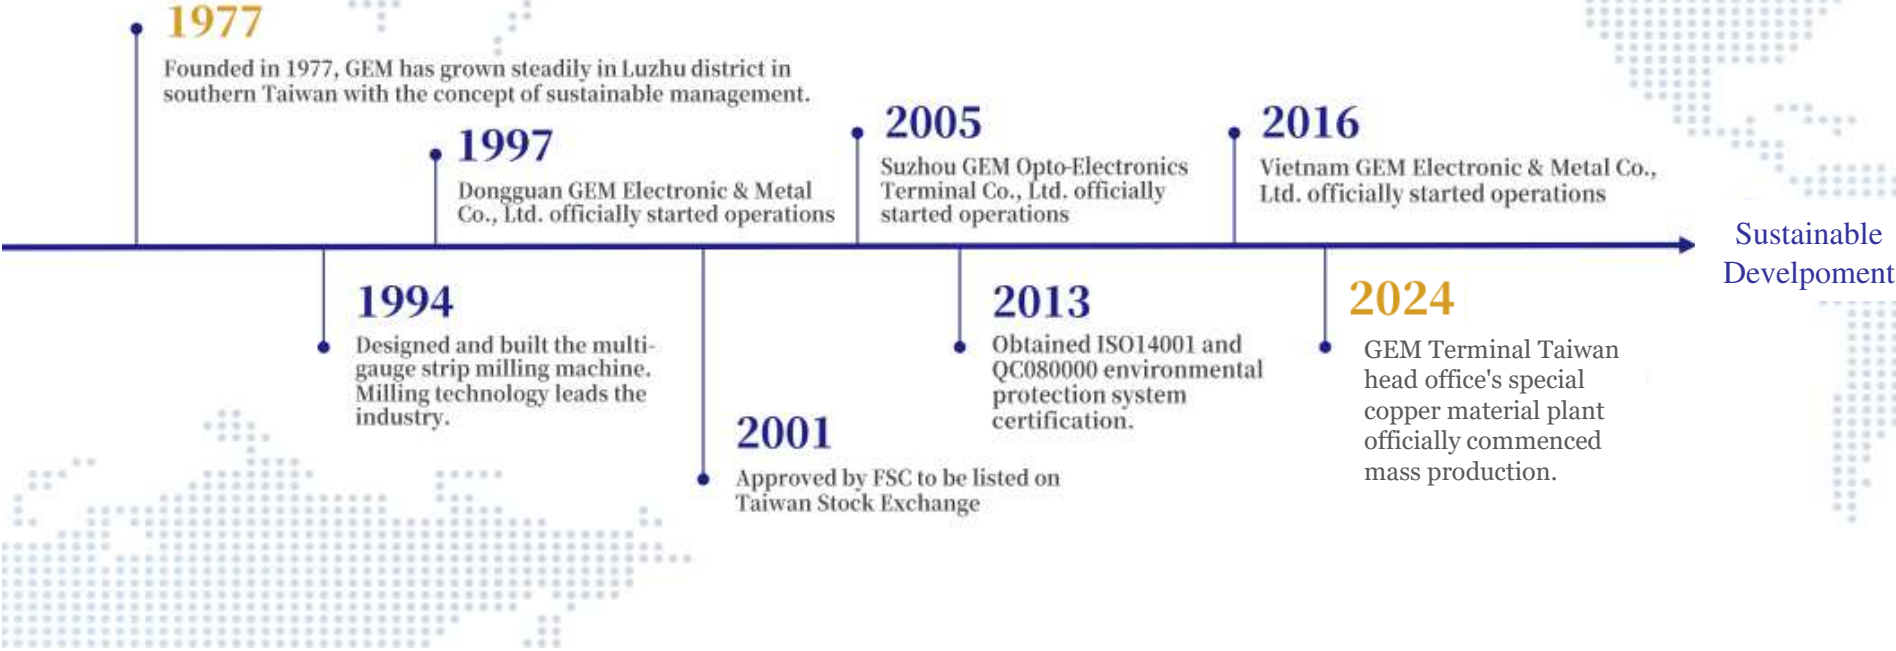 1977
Founded in 1977, GEM has grown steadily in Luzhu district in
southern Taiwan with the concept of sustainable management.
1994
Designed and built the multi-
gauge strip milling machine.
Milling technology leads the
industry.
1997
Dongguan GEM Electronic & Metal
Co., Ltd. officially started operations
2001
Approved by FSC to be listed on
Taiwan Stock Exchange
2005
Suzhou GEM Opto-Electronics
Terminal Co., Ltd. officially
started operations
2013
Obtained ISO14001 and
QC080000 environmental
protection system
certification.
2016
Vietnam GEM Electronic & Metal Co.,
Ltd. officially started operations
2024
GEM Terminal Taiwan
head office's special
copper material plant
officially commenced
mass production.
Sustainable
Develpoment